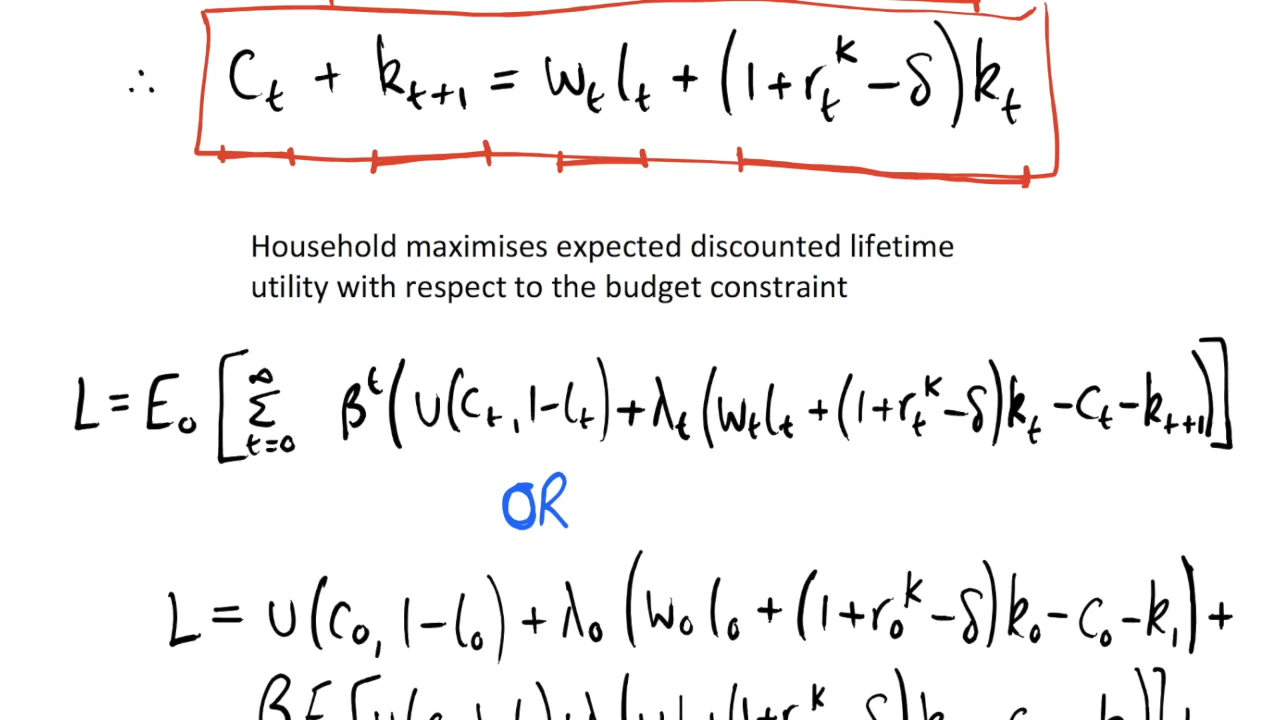 ∴ C_t + k_{t+1} = w_t l_t + (1+r_t^k −δ)k_t
Household maximises expected discounted lifetime
utility with respect to the budget constraint
L = E_0 [ ∑_{t=0}^{∞} β^t ( U(C_t, 1−l_t) + λ_t (w_t l_t + (1+r_t^k −δ)k_t − C_t − k_{t+1}) ]
OR
L = U(C_0, 1−l_0) + λ_0 (w_0 l_0 + (1+r_0^k −δ)k_0 − C_0 − k_1) +